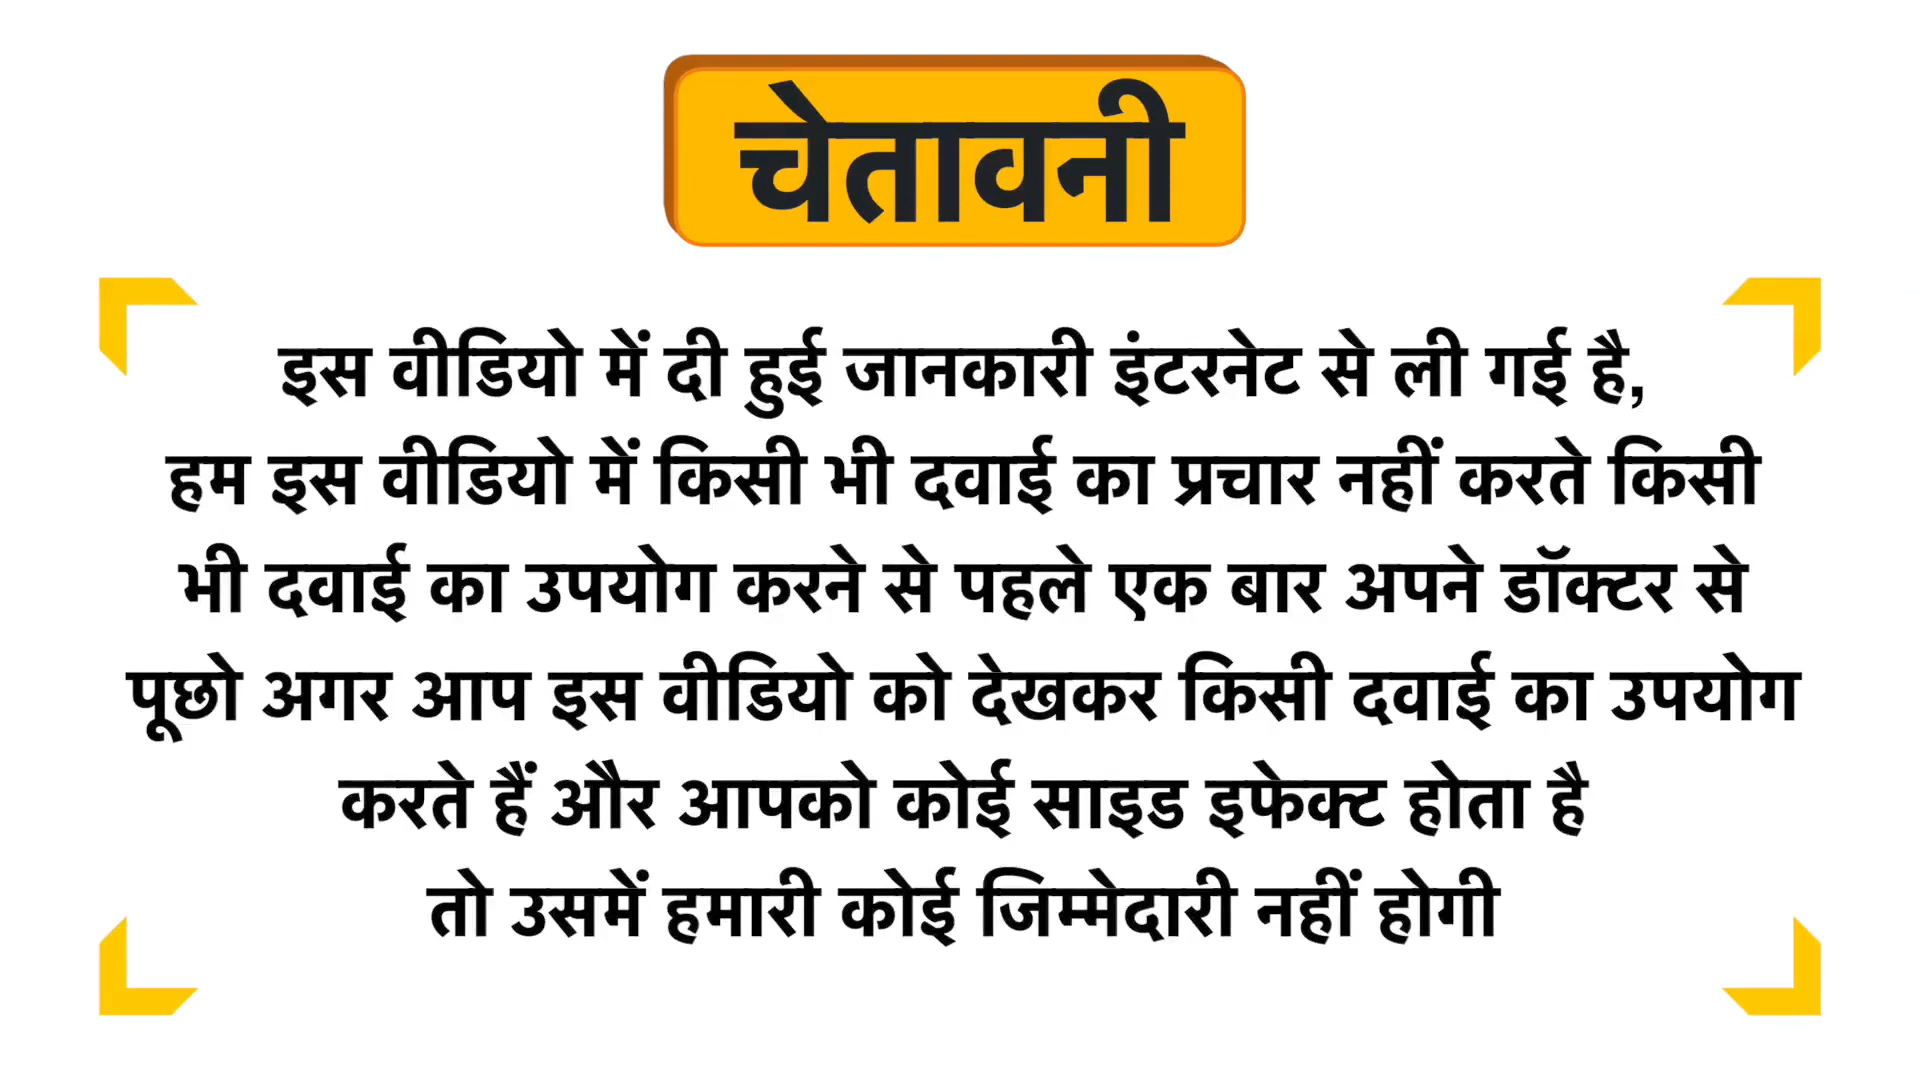 चेतावनी
इस वीडियो में दी हुई जानकारी इंटरनेट से ली गई है,
हम इस वीडियो में किसी भी दवाई का प्रचार नहीं करते किसी
भी दवाई का उपयोग करने से पहले एक बार अपने डॉक्टर से
पूछो अगर आप इस वीडियो को देखकर किसी दवाई का उपयोग
करते हैं और आपको कोई साइड इफेक्ट होता है
तो उसमें हमारी कोई जिम्मेदारी नहीं होगी